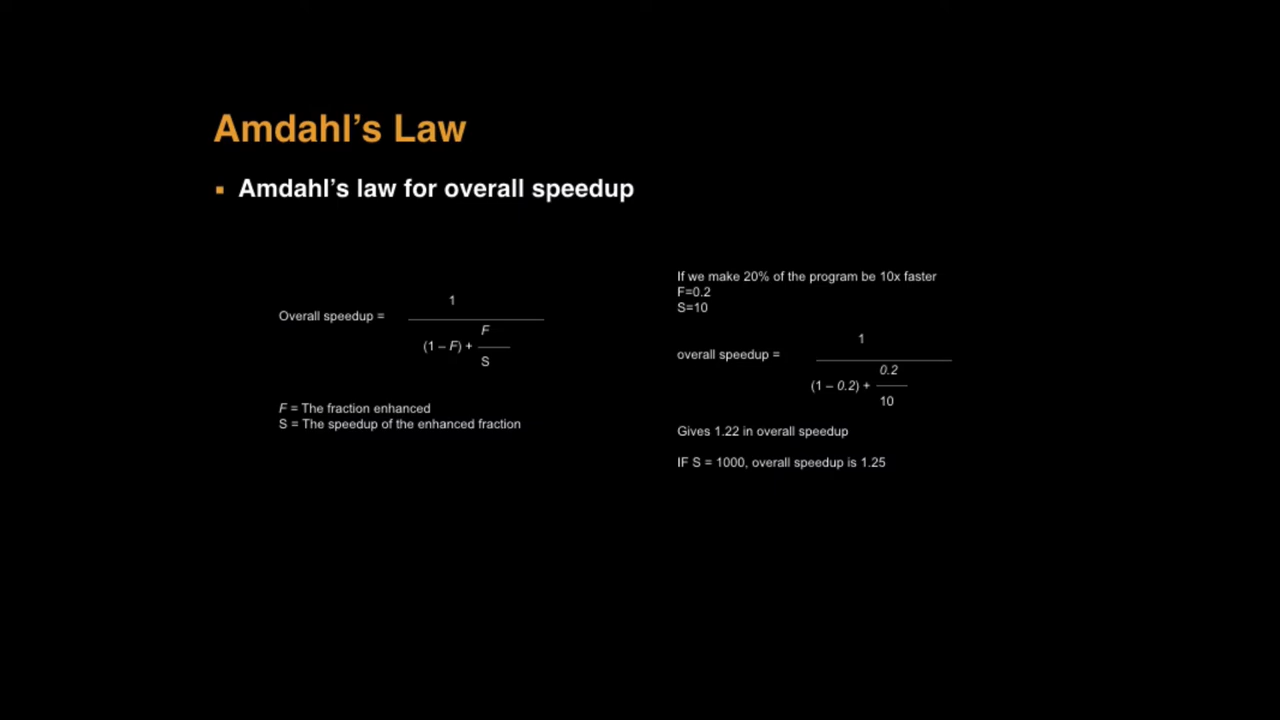 Amdahl’s Law
▪ Amdahl’s law for overall speedup
1
Overall speedup =
F
(1 – F) +
S
F = The fraction enhanced
S = The speedup of the enhanced fraction
If we make 20% of the program be 10x faster
F=0.2
S=10
1
overall speedup =
0.2
(1 – 0.2) +
10
Gives 1.22 in overall speedup
IF S = 1000, overall speedup is 1.25